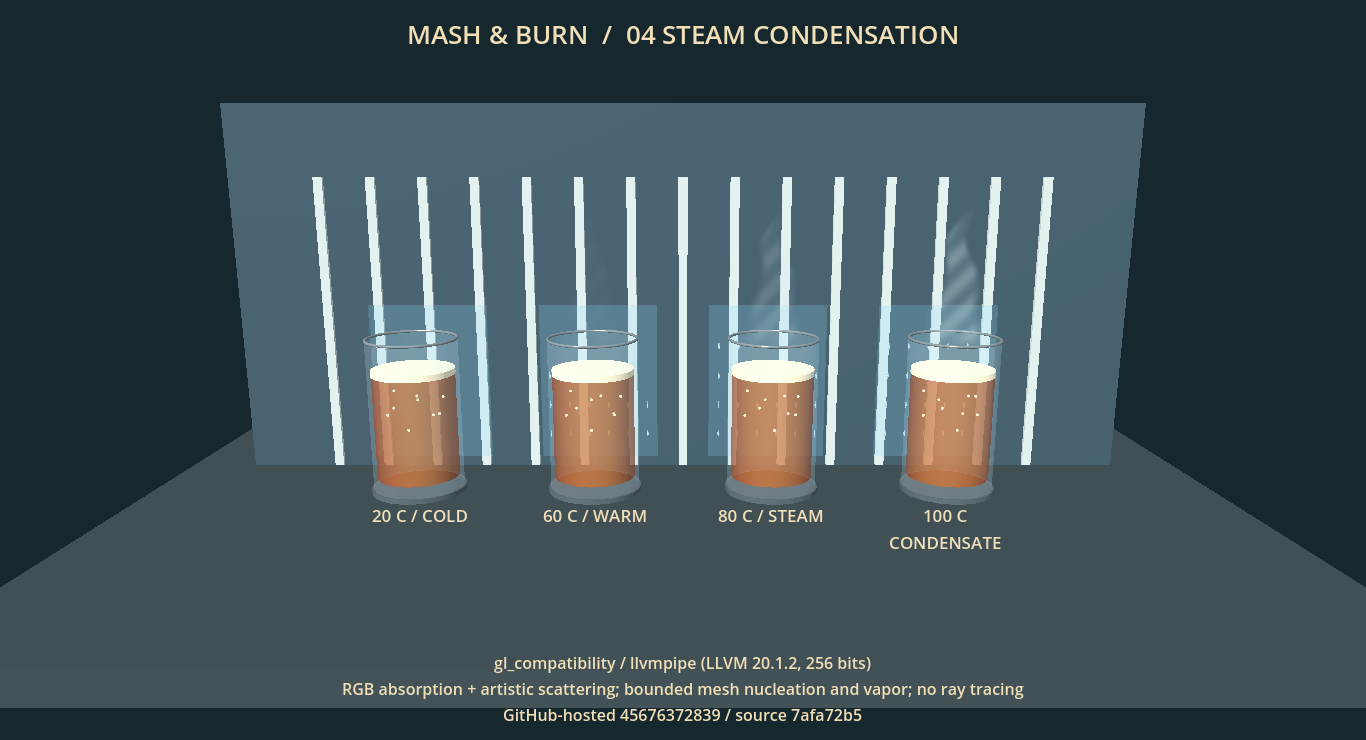 MASH & BURN / 04 STEAM CONDENSATION
20 C / COLD
60 C / WARM
80 C / STEAM
100 C
CONDENSATE
gl_compatibility / llvmpipe (LLVM 20.1.2, 256 bits)
RGB absorption + artistic scattering; bounded mesh nucleation and vapor; no ray tracing
GitHub-hosted 45676372839 / source 7afa72b5